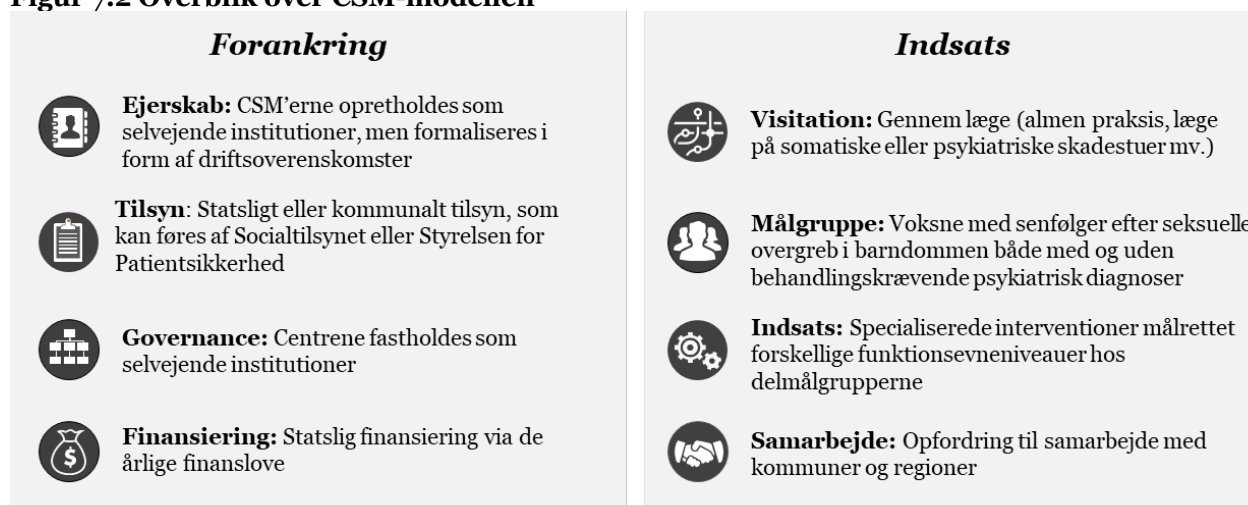 Figur 7.2 Overblik over CSM-modellen
Forankring
Ejerskab: CSM’erne opretholdes som
selvejende institutioner, men formaliseres i
form af driftsoverenskomster
Tilsyn: Statsligt eller kommunalt tilsyn, som
kan føres af Socialtilsynet eller Styrelsen for
Patientsikkerhed
Governance: Centrene fastholdes som
selvejende institutioner
Finansiering: Statslig finansiering via de
årlige finanslove
Indsats
Visitation: Gennem læge (almen praksis, læge
på somatiske eller psykiatriske skadestuer mv.)
Målgruppe: Voksne med senfølger efter seksuelle
overgreb i barndommen både med og uden
behandlingskrævende psykiatrisk diagnoser
Indsats: Specialiserede interventioner målrettet
forskellige funktionsevneniveauer hos
delmålgrupperne
Samarbejde: Opfordring til samarbejde med
kommuner og regioner